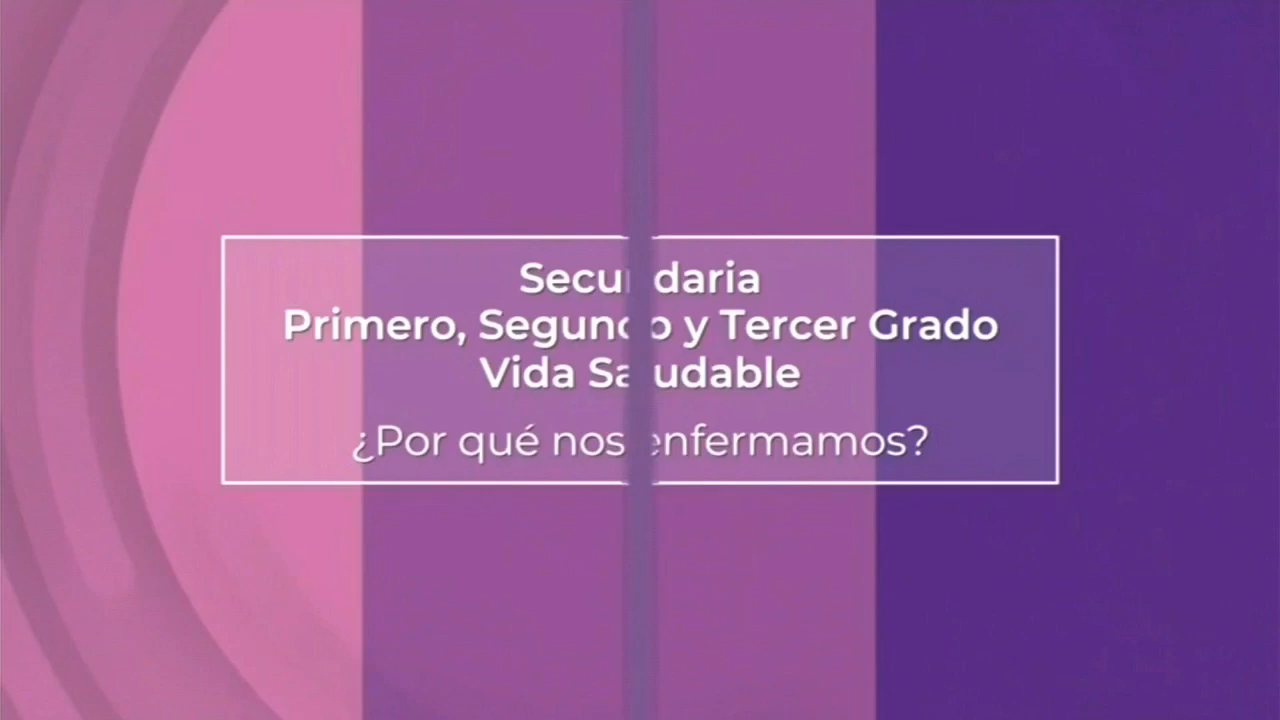 Secundaria
Primero, Segundo y Tercer Grado
Vida Saludable
¿Por qué nos enfermamos?